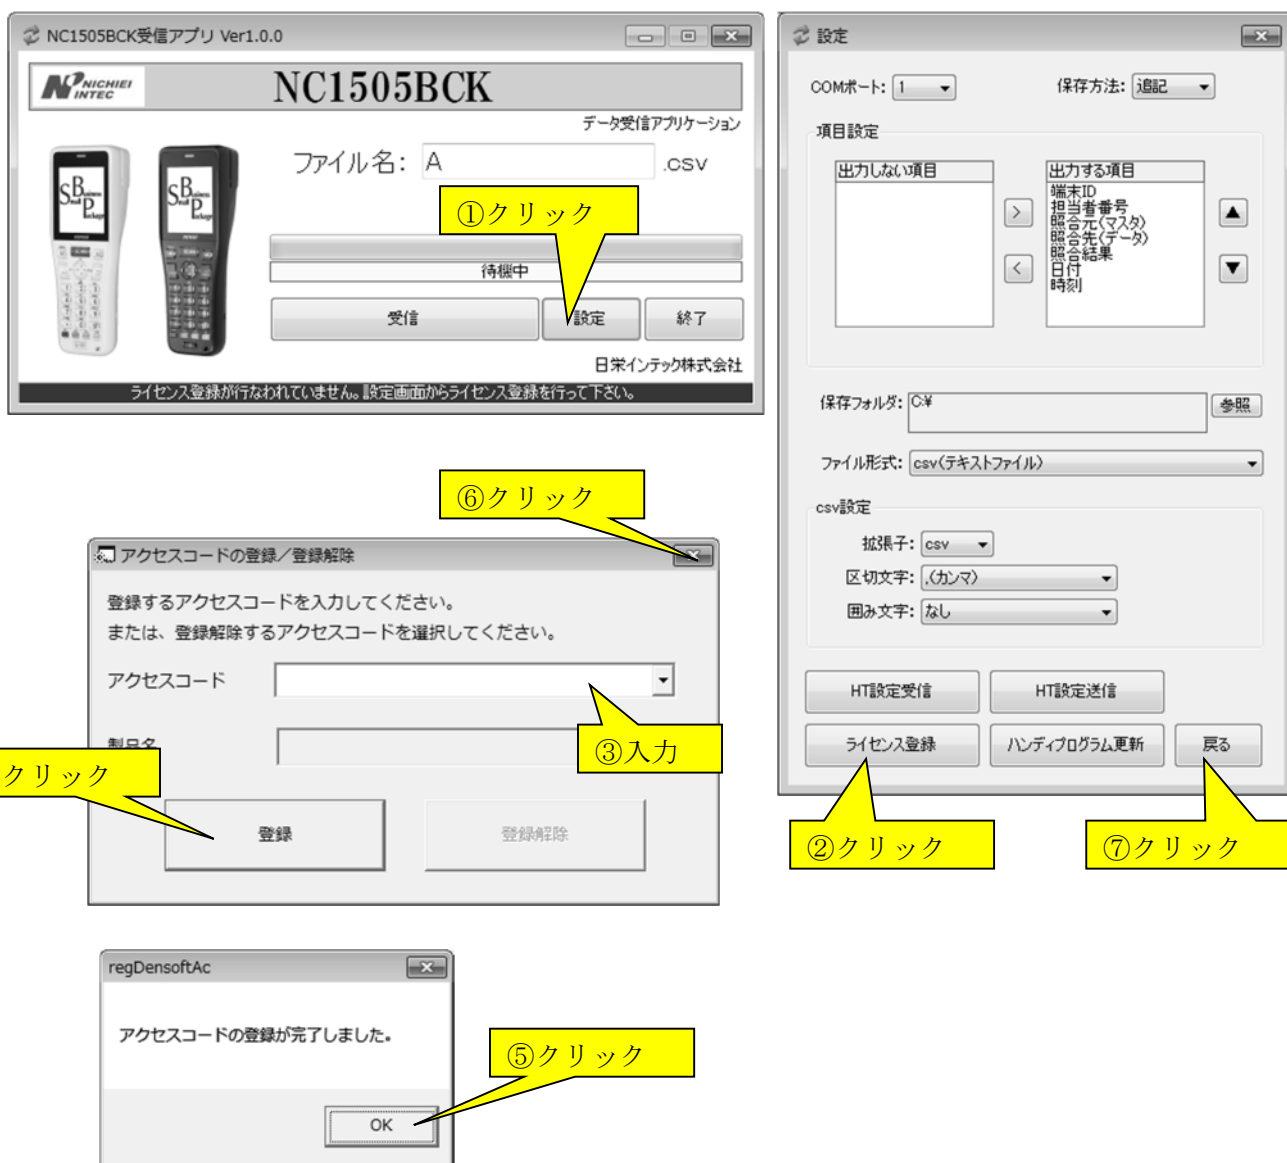 NC1505BCK受信アプリ Ver1.0.0
NICHIEI
INTEC
NC1505BCK
データ受信アプリケーション
ファイル名: A .csv
①クリック
待機中
受信 設定 終了
日栄インテック株式会社
ライセンス登録が行なわれていません。設定画面からライセンス登録を行って下さい。
設定
COMポート: 1 保存方法: 追記
項目設定
出力しない項目
出力する項目
端末ID
担当者番号
照合元(マスタ)
照合先(データ)
照合結果
日付
時刻
>
<
▲
▼
保存フォルダ: C:¥ 参照
ファイル形式: csv(テキストファイル)
csv設定
拡張子: csv
区切文字: ,(カンマ)
囲み文字: なし
HT設定受信 HT設定送信
ライセンス登録 ハンディプログラム更新 戻る
②クリック
⑦クリック
⑥クリック
アクセスコードの登録/登録解除
登録するアクセスコードを入力してください。
または、登録解除するアクセスコードを選択してください。
アクセスコード
製品名
③入力
クリック
登録 登録解除
regDensoftAc
アクセスコードの登録が完了しました。
⑤クリック
OK